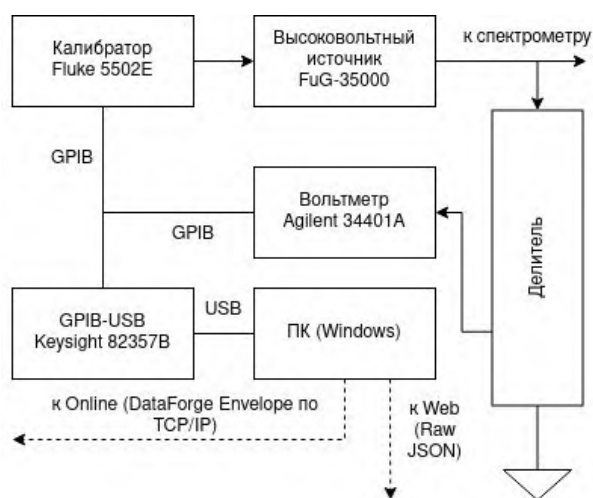 Калибратор
Fluke 5502E
Высоковольтный
источник
FuG-35000
к спектрометру
GPIB
Вольтметр
Agilent 34401A
GPIB
Делитель
GPIB-USB
Keysight 82357B
USB
ПК (Windows)
к Online (DataForge Envelope по
TCP/IP)
к Web
(Raw
JSON)